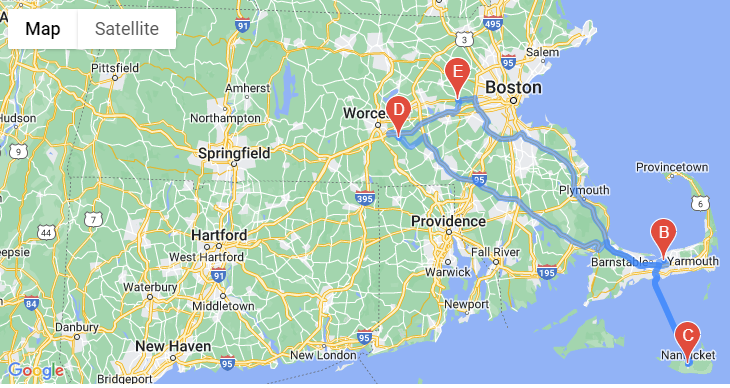 Map
Satellite
91
495
3
Salem
95
Pittsfield
E
Boston
Amherst
D
Hudson
Northampton
Worces
9
Springfield
Provincetown
95
6
395
Plymouth
7
44
Providence
B
Hartford
West Hartford
Fall River
Barnstable
Yarmouth
91
Warwick
195
Waterbury
Middletown
Newport
84
Danbury
95
C
New Haven
New London
Nantucket
95
Google
Bridgeport